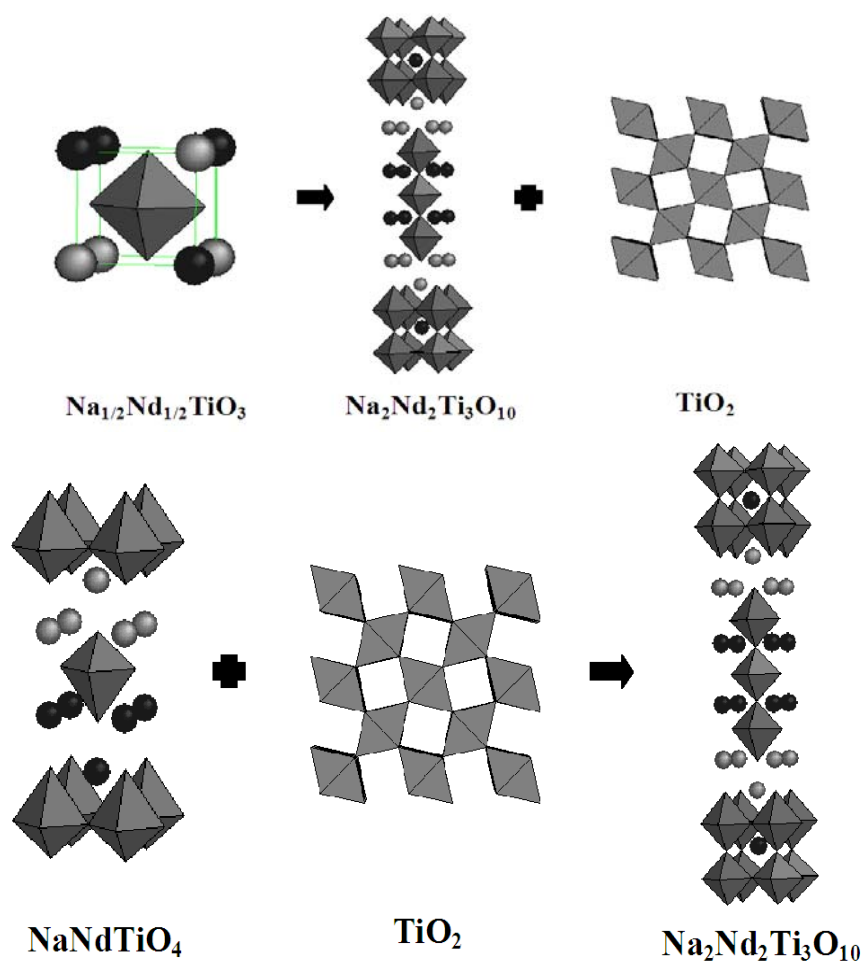 Na₁/₂Nd₁/₂TiO₃
Na₂Nd₂Ti₃O₁₀
TiO₂
NaNdTiO₄
TiO₂
Na₂Nd₂Ti₃O₁₀